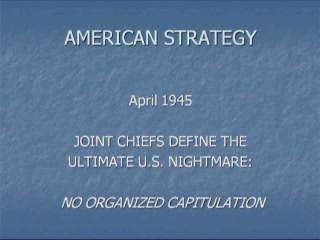 AMERICAN STRATEGY
April 1945
JOINT CHIEFS DEFINE THE
ULTIMATE U.S. NIGHTMARE:
NO ORGANIZED CAPITULATION